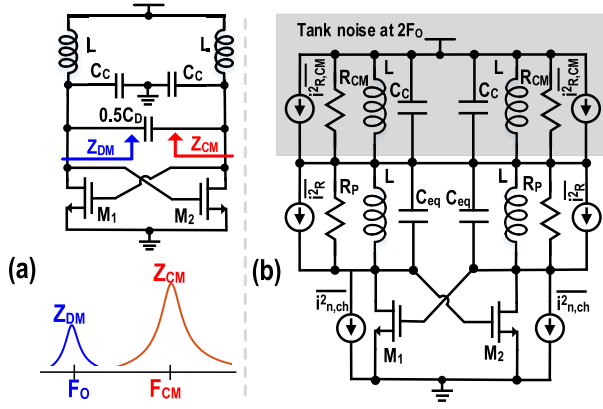 L
L
C_C
C_C
0.5C_D
Z_DM
Z_CM
M_1
M_2
(a)
Z_CM
Z_DM
F_O
F_CM
Tank noise at 2F_O
i²_R,CM
R_CM
L
C_C
C_C
L
R_CM
i²_R,CM
i²_R
R_P
L
C_eq
C_eq
L
R_P
i²_R
(b)
i²_n,ch
M_1
M_2
i²_n,ch